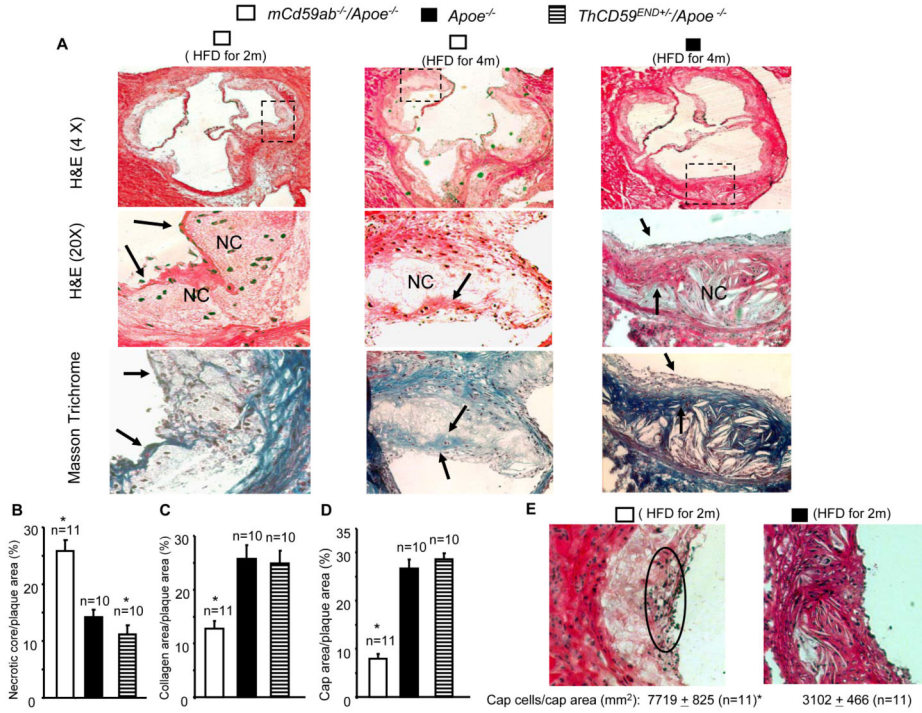 mCd59ab-/-/Apoe-/- Apoe-/- ThCD59END+/-/Apoe -/-
A
( HFD for 2m) (HFD for 4m) (HFD for 4m)
H&E (4 X)
H&E (20X)
NC
NC
NC
NC
Masson Trichrome
B
Necrotic core/plaque area (%)
30
20
10
0
*
n=11
n=10
*
n=10
C
Collagen area/plaque area (%)
30
20
10
0
*
n=11
n=10
n=10
D
Cap area/plaque area (%)
35
30
20
10
0
*
n=11
n=10
n=10
E
( HFD for 2m) (HFD for 2m)
Cap cells/cap area (mm2): 7719 + 825 (n=11)* 3102 + 466 (n=11)